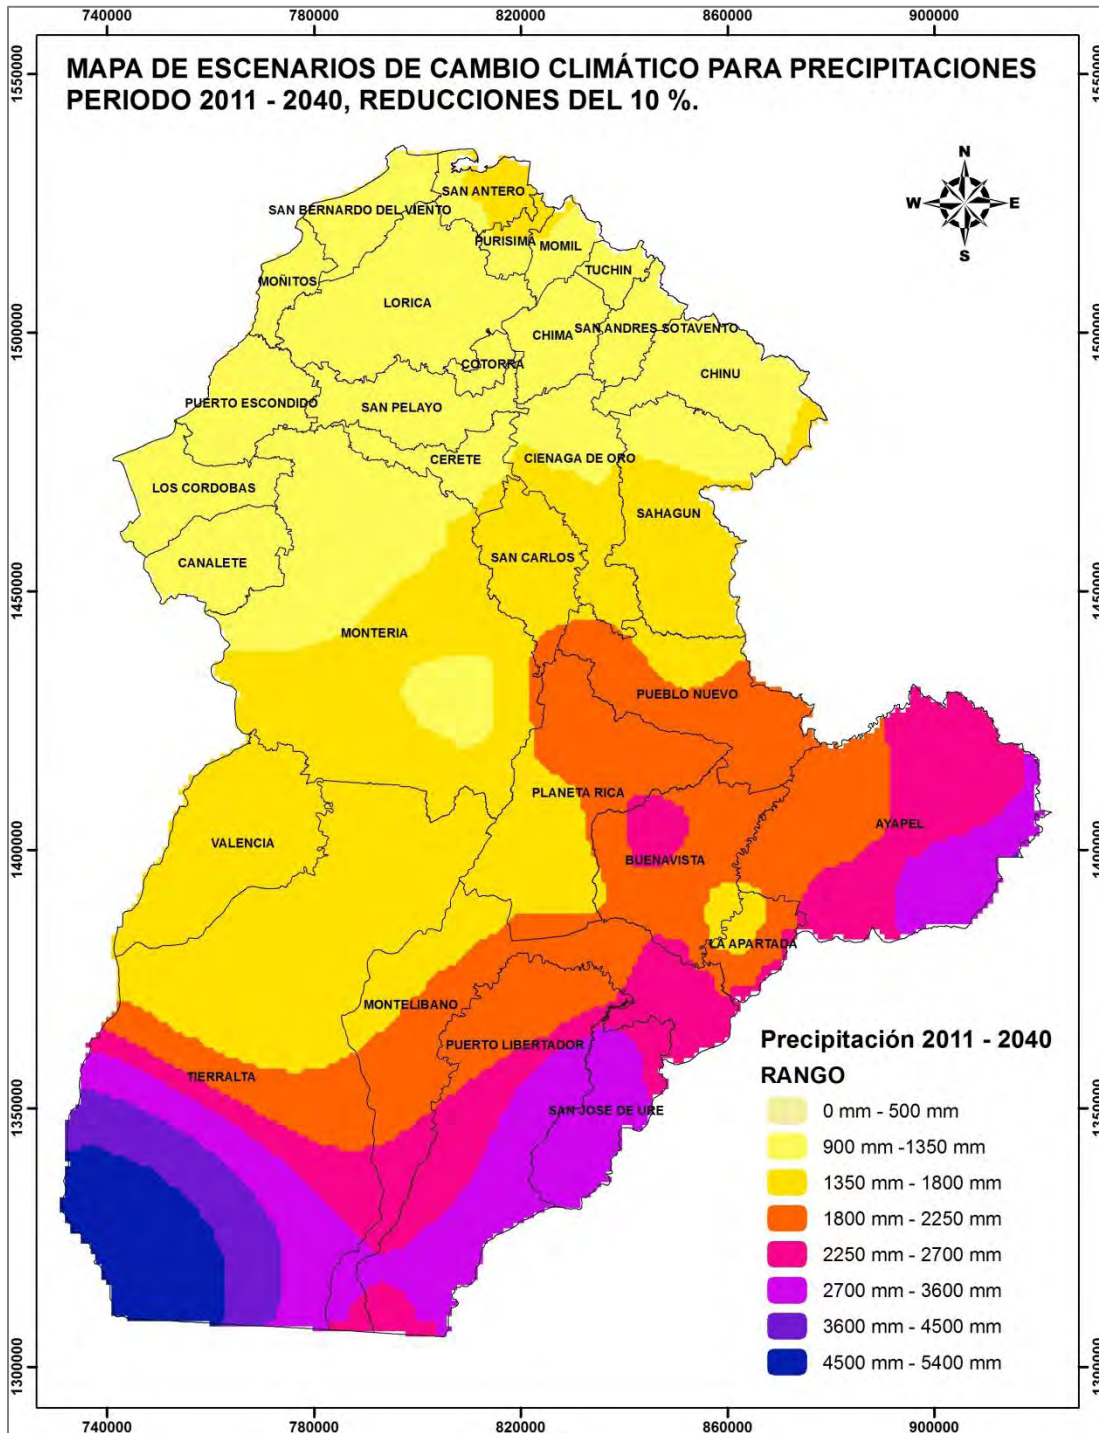 740000 780000 820000 860000 900000
1550000
1550000
MAPA DE ESCENARIOS DE CAMBIO CLIMÁTICO PARA PRECIPITACIONES
PERIODO 2011 - 2040, REDUCCIONES DEL 10 %.
N
W E
S
SAN ANTERO
SAN BERNARDO DEL VIENTO
PURISIMA
MOMIL
TUCHIN
MOÑITOS
LORICA
1500000
1500000
CHIMA
SAN ANDRES SOTAVENTO
COTORRA
CHINU
PUERTO ESCONDIDO
SAN PELAYO
CERETE
CIENAGA DE ORO
LOS CORDOBAS
SAHAGUN
CANALETE
SAN CARLOS
1450000
1450000
MONTERIA
PUEBLO NUEVO
PLANETA RICA
AYAPEL
VALENCIA
BUENAVISTA
1400000
1400000
LA APARTADA
MONTELIBANO
PUERTO LIBERTADOR
TIERRALTA
SAN JOSE DE URE
1350000
1350000
Precipitación 2011 - 2040
RANGO
0 mm - 500 mm
900 mm -1350 mm
1350 mm - 1800 mm
1800 mm - 2250 mm
2250 mm - 2700 mm
2700 mm - 3600 mm
3600 mm - 4500 mm
4500 mm - 5400 mm
1300000
1300000
740000 780000 820000 860000 900000